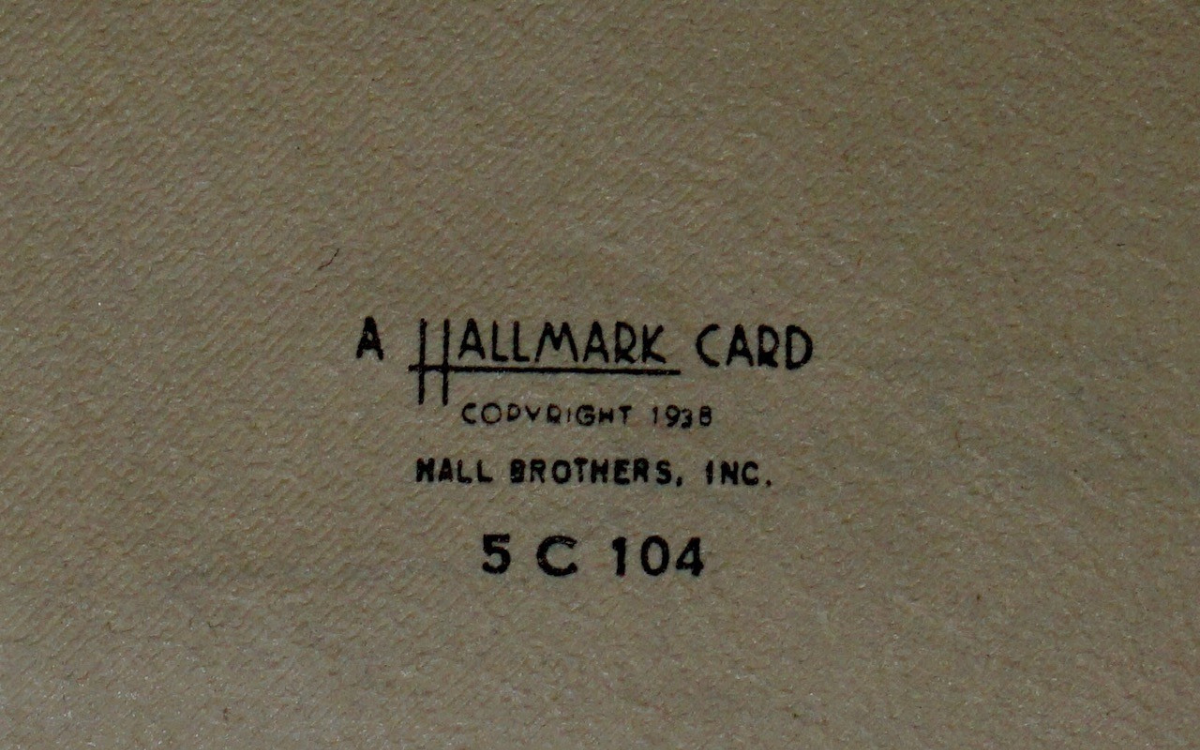 A HALLMARK CARD
COPYRIGHT 1938
HALL BROTHERS, INC.
5 C 104